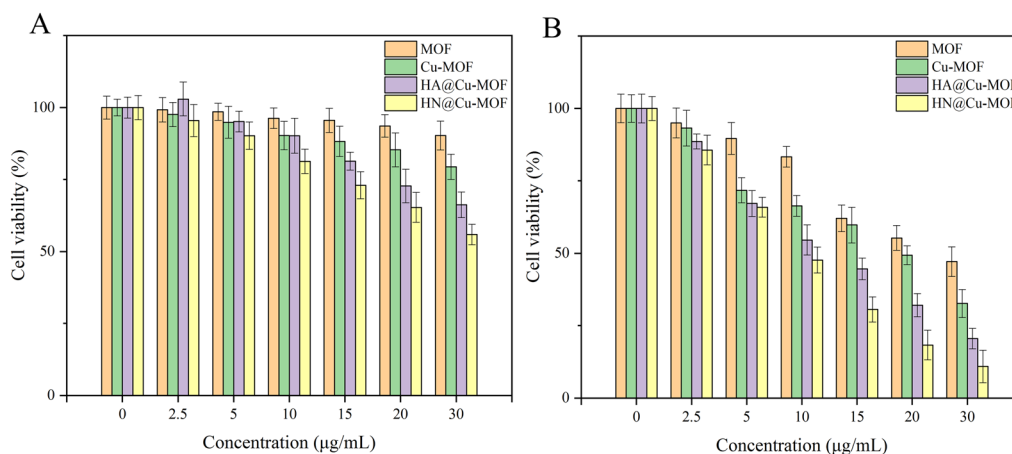 A
MOF
Cu-MOF
HA@Cu-MOF
HN@Cu-MOF
100
50
0
Cell viability (%)
0 2.5 5 10 15 20 30
Concentration (μg/mL)
B
MOF
Cu-MOF
HA@Cu-MOF
HN@Cu-MOF
100
50
0
Cell viability (%)
0 2.5 5 10 15 20 30
Concentration (μg/mL)